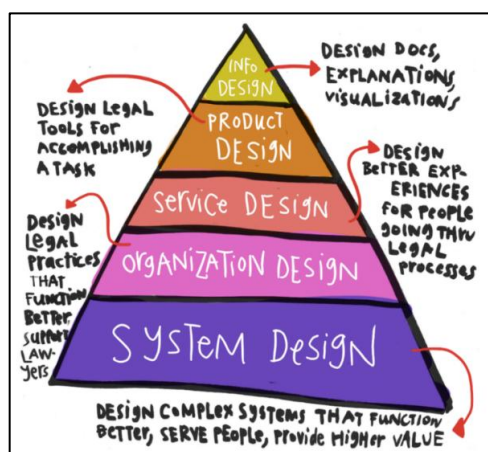 INFO
DESIGN
DESIGN DOCS,
EXPLANATIONS,
VISUALIZATIONS
PRODUCT
DESIGN
DESIGN LEGAL
TOOLS FOR
ACCOMPLISHING
A TASK
SERVICE DESIGN
DESIGN
BETTER EXP-
ERIENCES
FOR PEOPLE
GOING THRU
LEGAL
PROCESSES
ORGANIZATION DESIGN
DESIGN
LEGAL
PRACTICES
THAT
FUNCTION
BETTER,
SUPPORT
LAW-
YERS
SYSTEM DESIGN
DESIGN COMPLEX SYSTEMS THAT FUNCTION
BETTER, SERVE PEOPLE, PROVIDE HIGHER VALUE